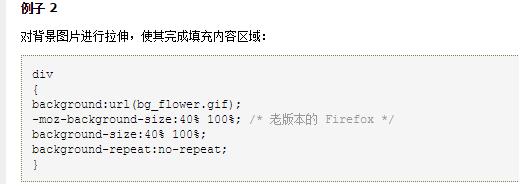 例子 2
对背景图片进行拉伸，使其完成填充内容区域：
div
{
background:url(bg_flower.gif);
-moz-background-size:40% 100%; /* 老版本的 Firefox */
background-size:40% 100%;
background-repeat:no-repeat;
}